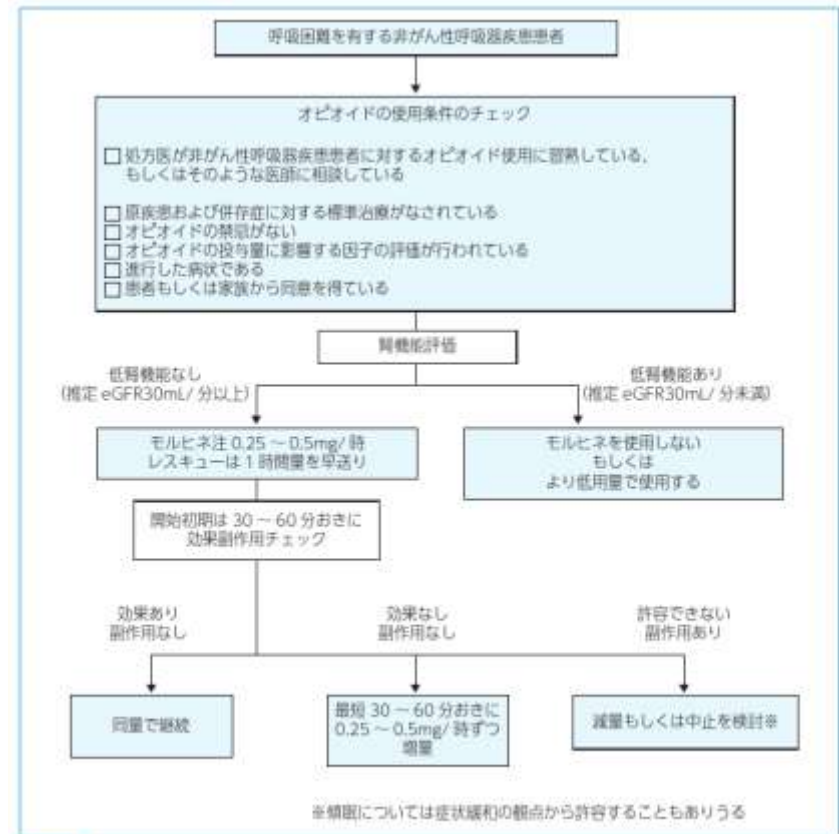 呼吸困難を有する非がん性呼吸器疾患患者
オピオイドの使用条件のチェック
□ 処方医が非がん性呼吸器疾患患者に対するオピオイド使用に習熟している，
もしくはそのような医師に相談している
□ 原疾患および併存症に対する標準治療がなされている
□ オピオイドの禁忌がない
□ オピオイドの投与量に影響する因子の評価が行われている
□ 進行した病状である
□ 患者もしくは家族から同意を得ている
腎機能評価
低腎機能なし
(推定 eGFR30mL/ 分以上)
低腎機能あり
(推定 eGFR30mL/ 分未満)
モルヒネ注 0.25 ～ 0.5mg/ 時
レスキューは 1 時間量を早送り
モルヒネを使用しない
もしくは
より低用量で使用する
開始初期は 30 ～ 60 分おきに
効果副作用チェック
効果あり
副作用なし
効果なし
副作用なし
許容できない
副作用あり
同量で継続
最短 30 ～ 60 分おきに
0.25 ～ 0.5mg/ 時ずつ
増量
減量もしくは中止を検討※
※傾眠については症状緩和の観点から許容することもありうる